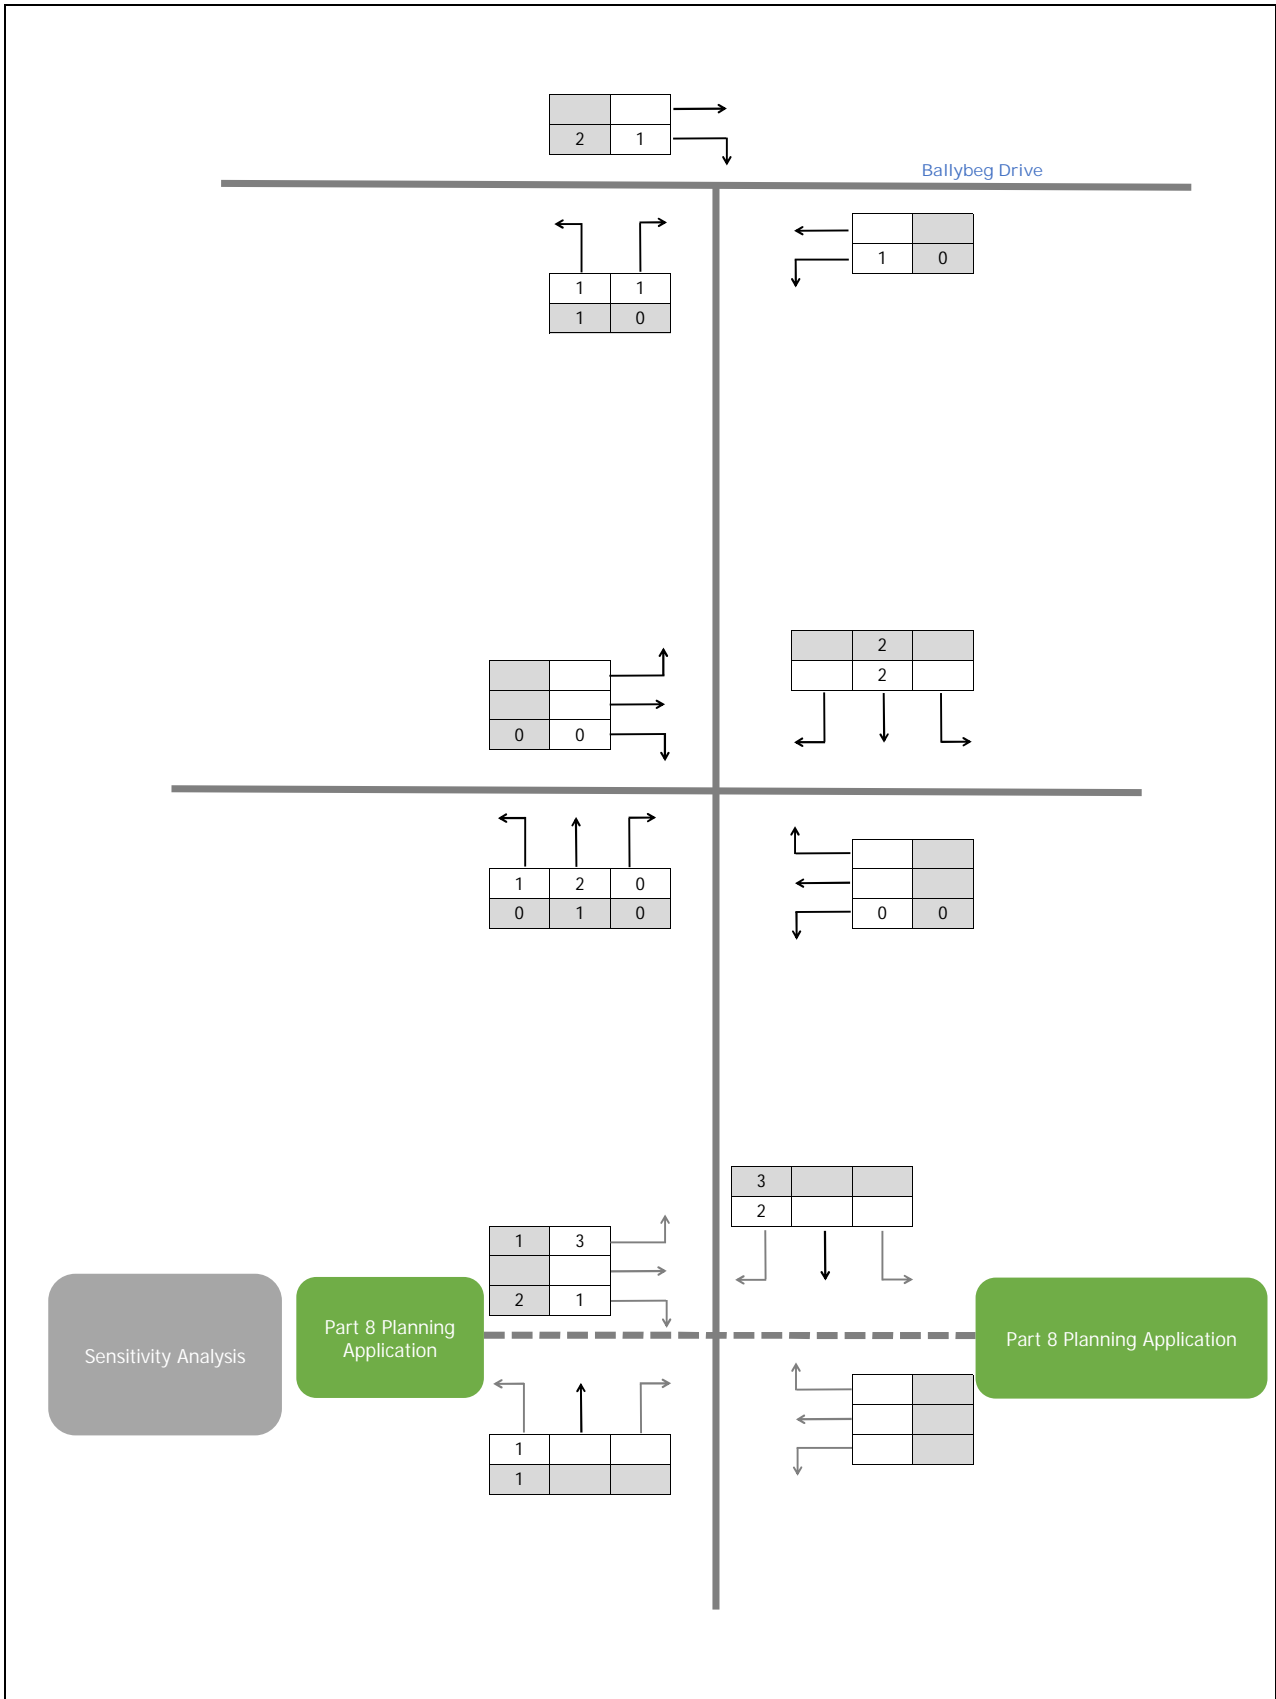 2 1
Ballybeg Drive
1 0
1 1
1 0
2
2
0 0
1 2 0
0 1 0
0 0
3
2
1 3
2 1
Sensitivity Analysis
Part 8 Planning
Application
Part 8 Planning Application
1
1